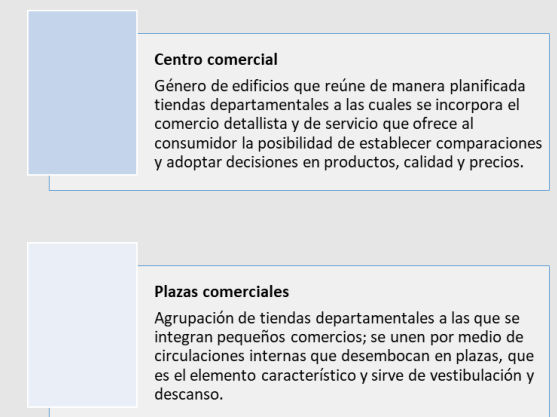 Centro comercial
Género de edificios que reúne de manera planificada
tiendas departamentales a las cuales se incorpora el
comercio detallista y de servicio que ofrece al
consumidor la posibilidad de establecer comparaciones
y adoptar decisiones en productos, calidad y precios.
Plazas comerciales
Agrupación de tiendas departamentales a las que se
integran pequeños comercios; se unen por medio de
circulaciones internas que desembocan en plazas, que
es el elemento característico y sirve de vestibulación y
descanso.